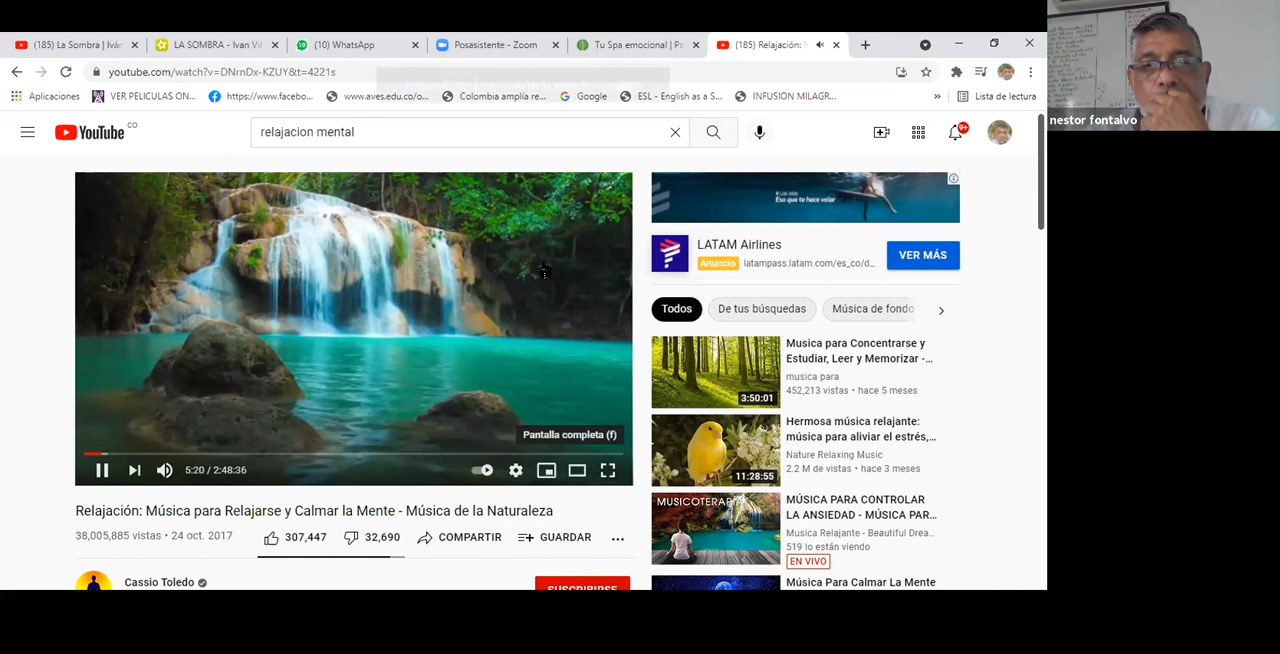 (185) La Sombra | Iván
LA SOMBRA - Ivan Vil
(10) WhatsApp
Posasistente - Zoom
Tu Spa emocional | Ps
(185) Relajación: M
youtube.com/watch?v=DNrnDx-KZUY&t=4221s
Aplicaciones
VER PELICULAS ON...
https://www.facebo...
www.aves.edu.co/o...
Colombia amplía re...
Google
ESL - English as a S...
INFUSION MILAGR...
»
Lista de lectura
YouTube CO
relajacion mental
9+
nestor fontalvo
Eso que te hace volar
LATAM Airlines
Anuncio latampass.latam.com/es_co/d...
VER MÁS
Todos
De tus búsquedas
Música de fondo
Pantalla completa (f)
5:20 / 2:48:36
Relajación: Música para Relajarse y Calmar la Mente - Música de la Naturaleza
38,005,885 vistas • 24 oct. 2017
307,447
32,690
COMPARTIR
GUARDAR
Cassio Toledo
SUSCRIBIRSE
3:50:01
Musica para Concentrarse y
Estudiar, Leer y Memorizar -...
musica para
452,213 vistas • hace 5 meses
11:28:55
Hermosa música relajante:
música para aliviar el estrés,...
Nature Relaxing Music
2.2 M de vistas • hace 3 meses
MUSICOTERAPIA
MÚSICA PARA CONTROLAR
LA ANSIEDAD - MÚSICA PAR...
Musica Relajante - Beautiful Drea...
519 lo están viendo
EN VIVO
Música Para Calmar La Mente